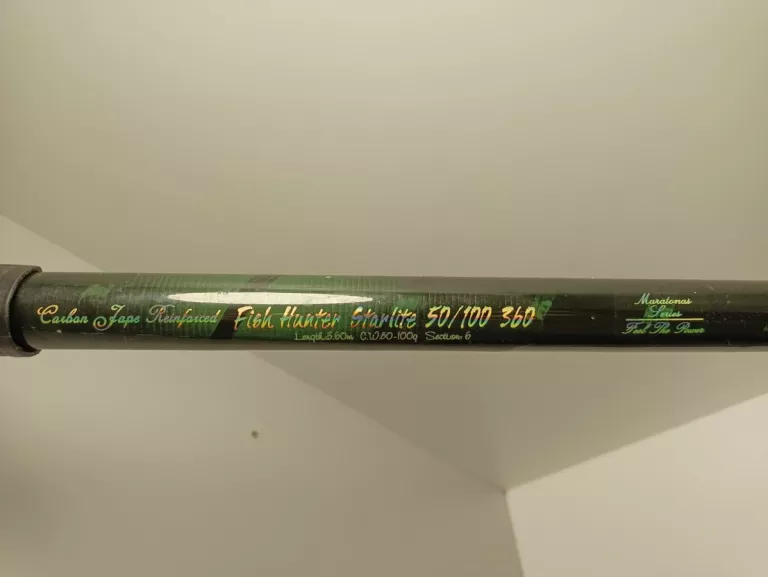 Carbon Tape Reinforced Fish Hunter Starlite 50/100 360
Length:3.60m C.W.:50-100g Section: 6
Maratonas
Series
Feel The Power